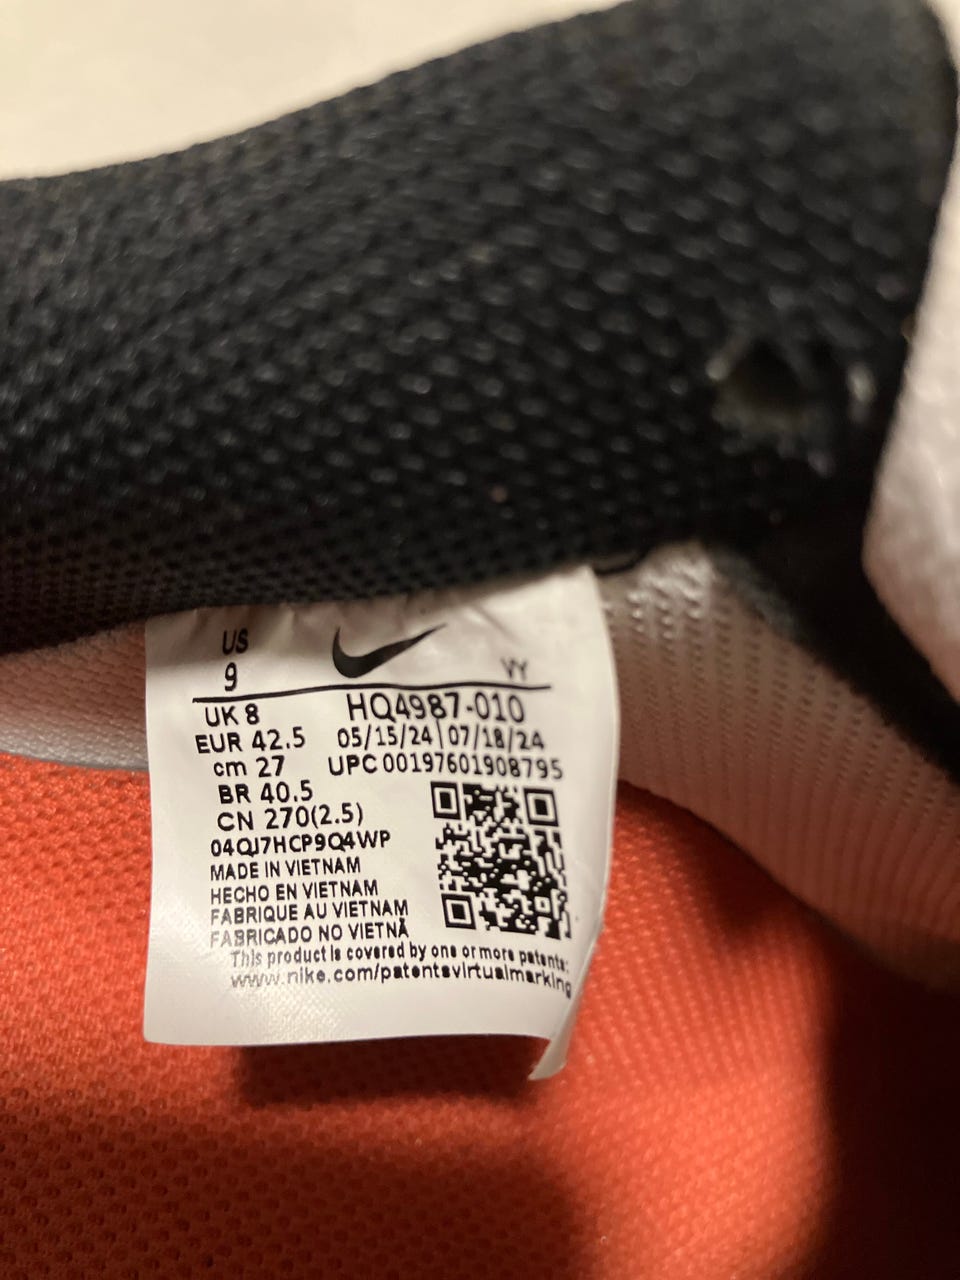 US
9
VY
UK 8 HQ4987-010
EUR 42.5 05/15/24\07/18/24
cm 27 UPC 00197601908795
BR 40.5
CN 270(2.5)
04QJ7HCP9Q4WP
MADE IN VIETNAM
HECHO EN VIETNAM
FABRIQUE AU VIETNAM
FABRICADO NO VIETNÃ
This product is covered by one or more patents:
www.nike.com/patentsvirtualmarking